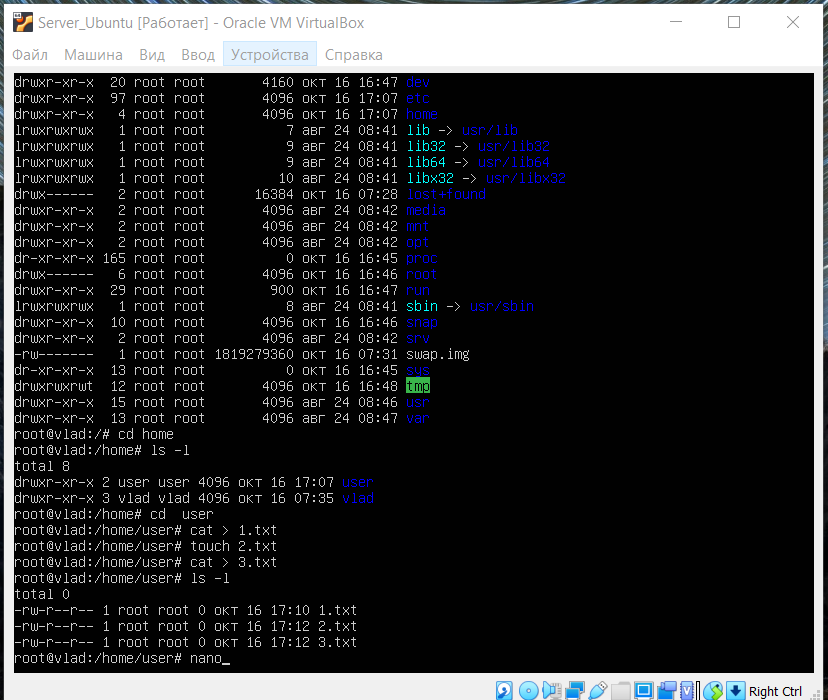 Server_Ubuntu [Работает] - Oracle VM VirtualBox
Файл Машина Вид Ввод Устройства Справка
drwxr-xr-x 20 root root 4160 окт 16 16:47 dev
drwxr-xr-x 97 root root 4096 окт 16 17:07 etc
drwxr-xr-x 4 root root 4096 окт 16 17:07 home
lrwxrwxrwx 1 root root 7 авг 24 08:41 lib -> usr/lib
lrwxrwxrwx 1 root root 9 авг 24 08:41 lib32 -> usr/lib32
lrwxrwxrwx 1 root root 9 авг 24 08:41 lib64 -> usr/lib64
lrwxrwxrwx 1 root root 10 авг 24 08:41 libx32 -> usr/libx32
drwx------ 2 root root 16384 окт 16 07:28 lost+found
drwxr-xr-x 2 root root 4096 авг 24 08:42 media
drwxr-xr-x 2 root root 4096 авг 24 08:42 mnt
drwxr-xr-x 2 root root 4096 авг 24 08:42 opt
dr-xr-xr-x 165 root root 0 окт 16 16:45 proc
drwx------ 6 root root 4096 окт 16 16:46 root
drwxr-xr-x 29 root root 900 окт 16 16:47 run
lrwxrwxrwx 1 root root 8 авг 24 08:41 sbin -> usr/sbin
drwxr-xr-x 10 root root 4096 окт 16 16:46 snap
drwxr-xr-x 2 root root 4096 авг 24 08:42 srv
-rw------- 1 root root 1819279360 окт 16 07:31 swap.img
dr-xr-xr-x 13 root root 0 окт 16 16:45 sys
drwxrwxrwt 12 root root 4096 окт 16 16:48 tmp
drwxr-xr-x 15 root root 4096 авг 24 08:46 usr
drwxr-xr-x 13 root root 4096 авг 24 08:47 var
root@vlad:/# cd home
root@vlad:/home# ls -l
total 8
drwxr-xr-x 2 user user 4096 окт 16 17:07 user
drwxr-xr-x 3 vlad vlad 4096 окт 16 07:35 vlad
root@vlad:/home# cd  user
root@vlad:/home/user# cat > 1.txt
root@vlad:/home/user# touch 2.txt
root@vlad:/home/user# cat > 3.txt
root@vlad:/home/user# ls -l
total 0
-rw-r--r-- 1 root root 0 окт 16 17:10 1.txt
-rw-r--r-- 1 root root 0 окт 16 17:12 2.txt
-rw-r--r-- 1 root root 0 окт 16 17:12 3.txt
root@vlad:/home/user# nano_
Right Ctrl